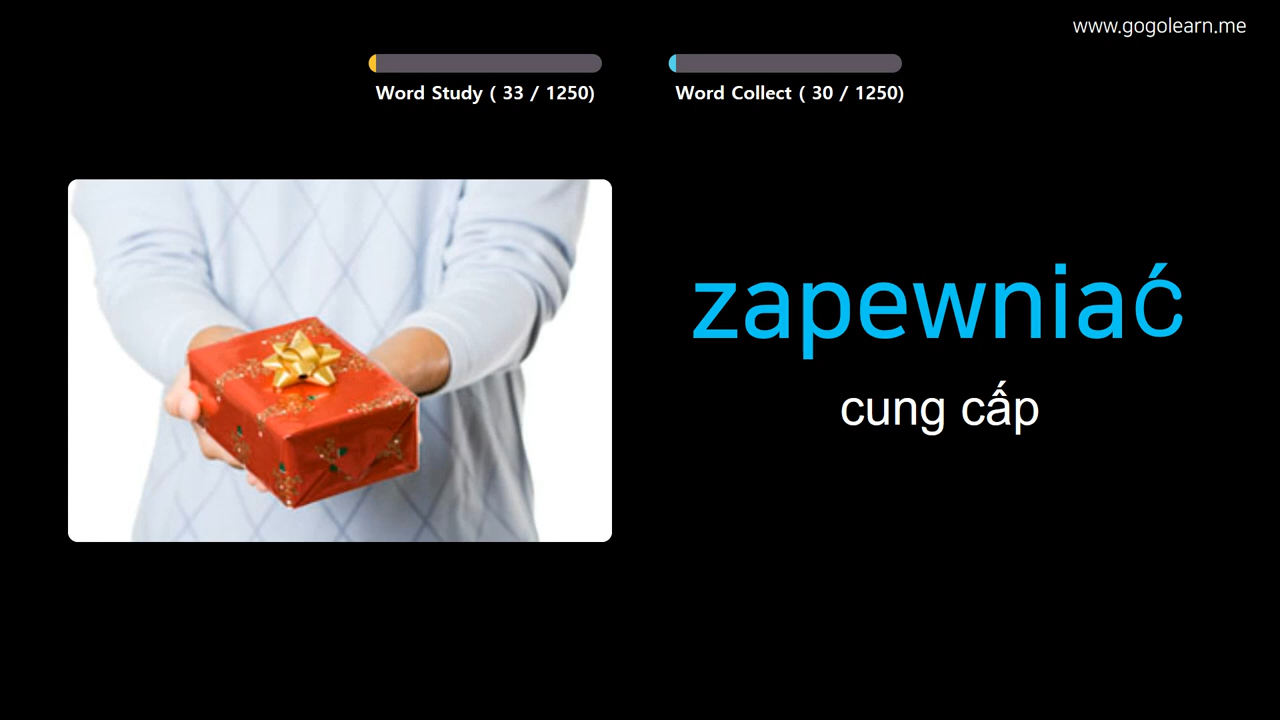 www.gogolearn.me
Word Study ( 33 / 1250)
Word Collect ( 30 / 1250)
zapewniać
cung cấp